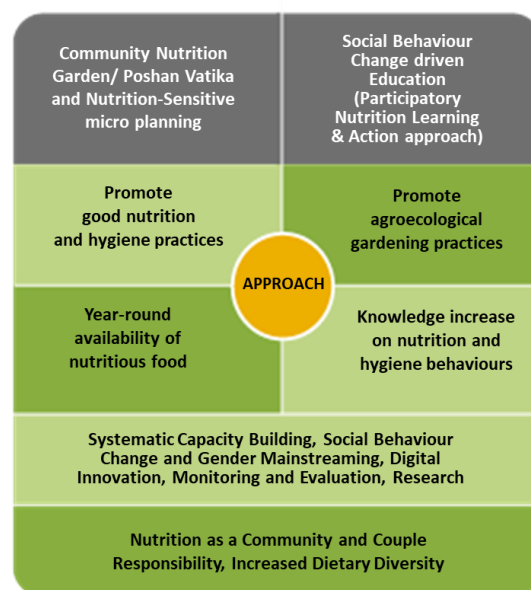 Community Nutrition
Garden/ Poshan Vatika
and Nutrition-Sensitive
micro planning
Social Behaviour
Change driven
Education
(Participatory
Nutrition Learning
& Action approach)
Promote
good nutrition
and hygiene practices
Promote
agroecological
gardening practices
APPROACH
Year-round
availability of
nutritious food
Knowledge increase
on nutrition and
hygiene behaviours
Systematic Capacity Building, Social Behaviour
Change and Gender Mainstreaming, Digital
Innovation, Monitoring and Evaluation, Research
Nutrition as a Community and Couple
Responsibility, Increased Dietary Diversity